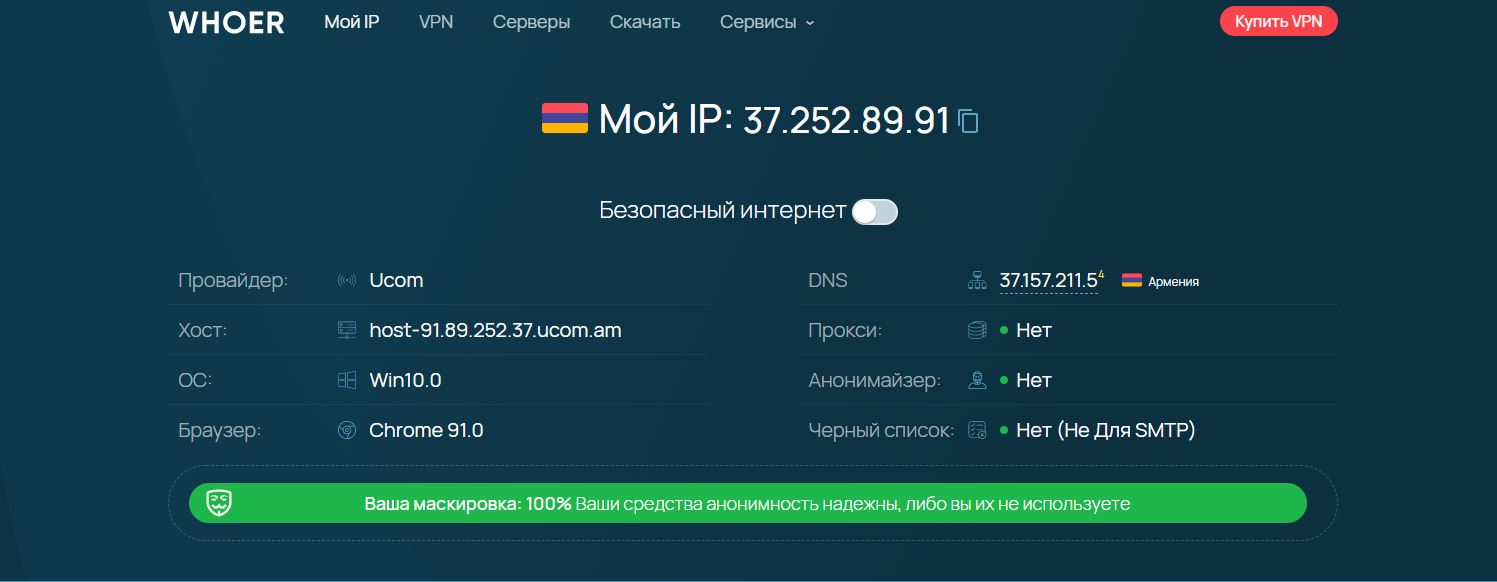 WHOER Мой IP VPN Серверы Скачать Сервисы Купить VPN
Мой IP: 37.252.89.91
Безопасный интернет
Провайдер: Ucom DNS 37.157.211.5 4 Армения
Хост: host-91.89.252.37.ucom.am Прокси: Нет
ОС: Win10.0 Анонимайзер: Нет
Браузер: Chrome 91.0 Черный список: Нет (Не Для SMTP)
Ваша маскировка: 100% Ваши средства анонимность надежны, либо вы их не используете